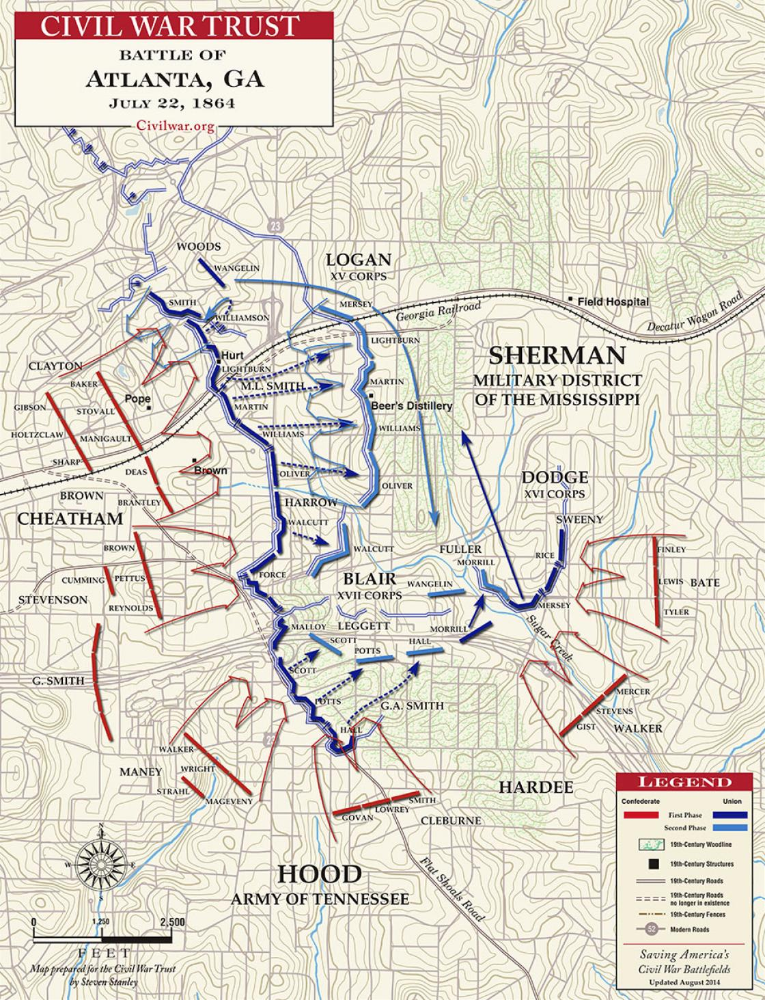 CIVIL WAR TRUST
BATTLE OF
ATLANTA, GA
JULY 22, 1864
Civilwar.org
23
WOODS
WANGELIN
LOGAN
XV CORPS
SMITH
MERSEY
Georgia Railroad
Field Hospital
Decatur Wagon Road
WILLIAMSON
LIGHTBURN
Hurt
LIGHTBURN
CLAYTON
BAKER
M.L. SMITH
MARTIN
SHERMAN
MILITARY DISTRICT
OF THE MISSISSIPPI
Pope
GIBSON
STOVALL
MARTIN
Beer's Distillery
HOLTZCLAW
MANIGAULT
WILLIAMS
WILLIAMS
SHARP
DEAS
Brown
OLIVER
OLIVER
DODGE
XVI CORPS
BROWN
BRANTLEY
HARROW
CHEATHAM
WALCUTT
SWEENY
BROWN
WALCUTT
FULLER
MORRILL
RICE
FINLEY
CUMMING
PETTUS
FORCE
BLAIR
XVII CORPS
WANGELIN
LEWIS
BATE
STEVENSON
REYNOLDS
MERSEY
TYLER
MALLOY
LEGGETT
MORRILL
Sugar Creek
SCOTT
POTTS
HALL
G. SMITH
SCOTT
MERCER
POTTS
G.A. SMITH
STEVENS
GIST
WALKER
HALL
23
WALKER
MANEY
WRIGHT
STRAHL
MAGEVENY
HARDEE
SMITH
LOWREY
GOVAN
CLEBURNE
HOOD
ARMY OF TENNESSEE
Flat Shoals Road
N
W
E
S
0
1,250
2,500
FEET
Map prepared for the Civil War Trust
by Steven Stanley
LEGEND
Confederate
Union
First Phase
Second Phase
19th-Century Woodline
19th-Century Structures
19th-Century Roads
19th-Century Roads
no longer in existence
19th-Century Fences
52
Modern Roads
Saving America's
Civil War Battlefields
Updated August 2014